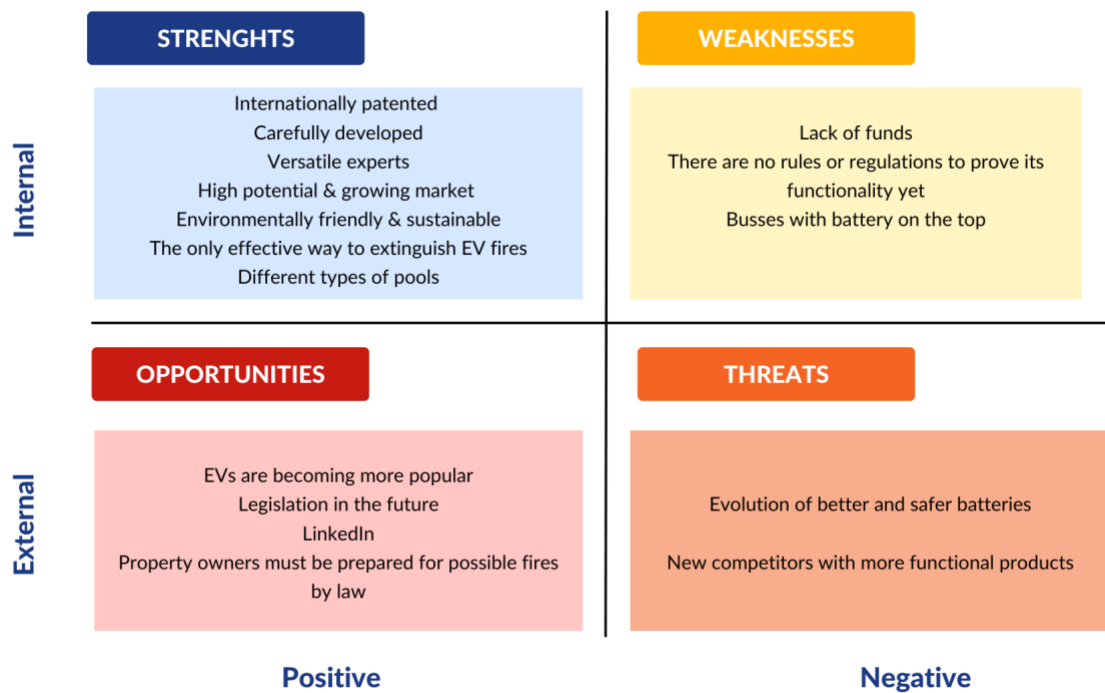 STRENGHTS
WEAKNESSES
Internal
Internationally patented
Carefully developed
Versatile experts
High potential & growing market
Environmentally friendly & sustainable
The only effective way to extinguish EV fires
Different types of pools
Lack of funds
There are no rules or regulations to prove its
functionality yet
Busses with battery on the top
OPPORTUNITIES
THREATS
External
EVs are becoming more popular
Legislation in the future
LinkedIn
Property owners must be prepared for possible fires
by law
Evolution of better and safer batteries
New competitors with more functional products
Positive
Negative